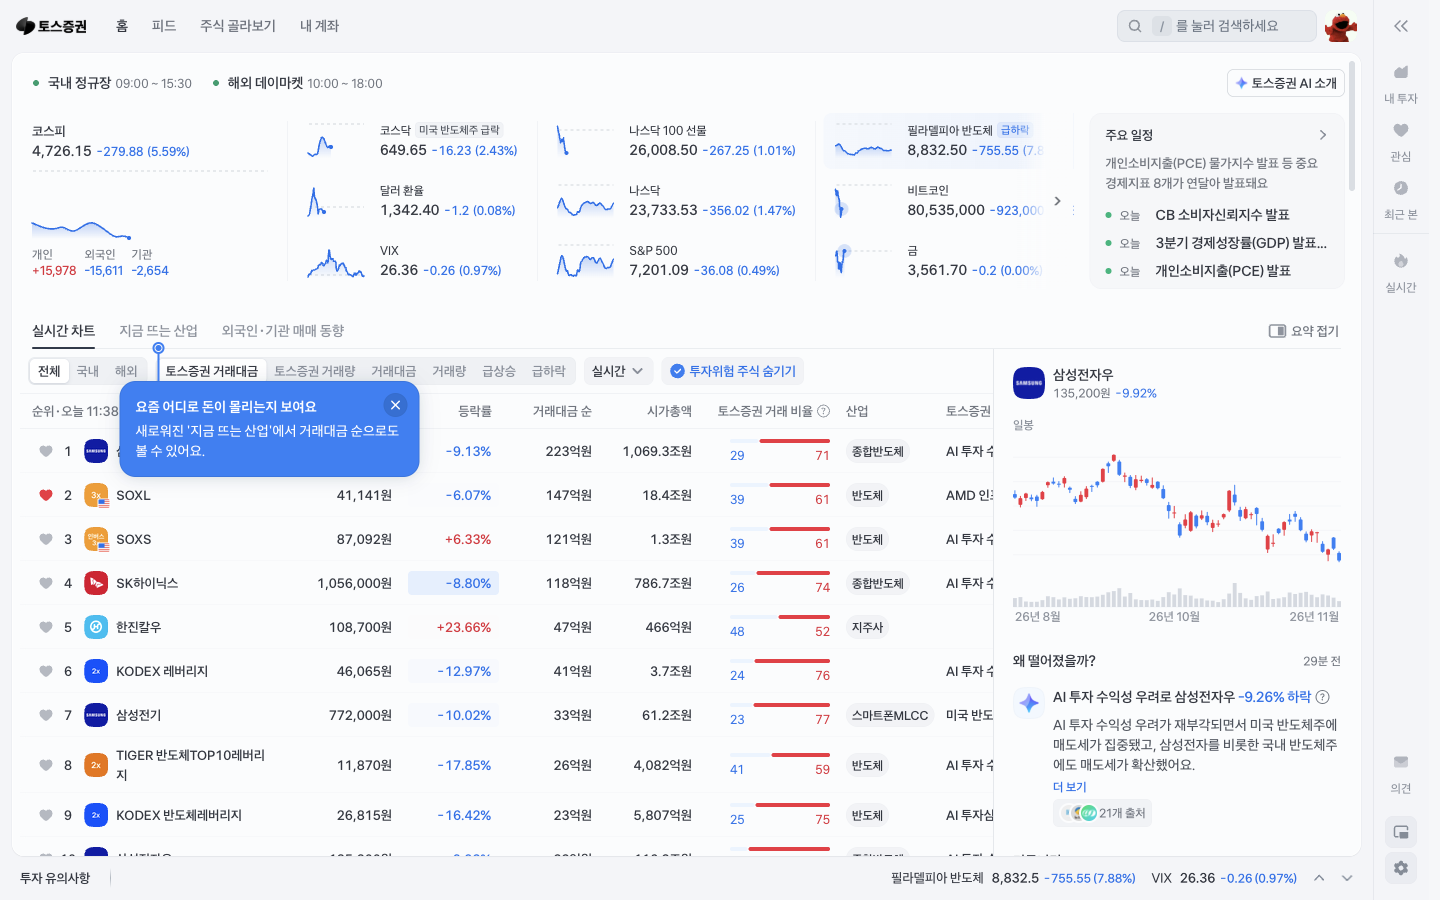 토스증권
홈
피드
주식 골라보기
내 계좌
/ 를 눌러 검색하세요
국내 정규장 09:00 ~ 15:30
해외 데이마켓 10:00 ~ 18:00
토스증권 AI 소개
코스피
4,726.15 -279.88 (5.59%)
개인 외국인 기관
+15,978 -15,611 -2,654
코스닥 미국 반도체주 급락
649.65 -16.23 (2.43%)
달러 환율
1,342.40 -1.2 (0.08%)
VIX
26.36 -0.26 (0.97%)
나스닥 100 선물
26,008.50 -267.25 (1.01%)
나스닥
23,733.53 -356.02 (1.47%)
S&P 500
7,201.09 -36.08 (0.49%)
필라델피아 반도체 급하락
8,832.50 -755.55 (7.8
비트코인
80,535,000 -923,000
금
3,561.70 -0.2 (0.00%)
주요 일정
개인소비지출(PCE) 물가지수 발표 등 중요
경제지표 8개가 연달아 발표돼요
오늘 CB 소비자신뢰지수 발표
오늘 3분기 경제성장률(GDP) 발표...
오늘 개인소비지출(PCE) 발표
실시간 차트
지금 뜨는 산업
외국인·기관 매매 동향
요약 접기
전체 국내 해외
토스증권 거래대금 토스증권 거래량 거래대금 거래량 급상승 급하락
실시간
투자위험 주식 숨기기
요즘 어디로 돈이 몰리는지 보여요
새로워진 '지금 뜨는 산업'에서 거래대금 순으로도
볼 수 있어요.
순위·오늘 11:38 등락률 거래대금 순 시가총액 토스증권 거래 비율 산업 토스증권
1 -9.13% 223억원 1,069.3조원 29 71 종합반도체 AI 투자 수
2 SOXL 41,141원 -6.07% 147억원 18.4조원 39 61 반도체 AMD 인프
3 SOXS 87,092원 +6.33% 121억원 1.3조원 39 61 반도체 AI 투자 수
4 SK하이닉스 1,056,000원 -8.80% 118억원 786.7조원 26 74 종합반도체 AI 투자 수
5 한진칼우 108,700원 +23.66% 47억원 466억원 48 52 지주사
6 KODEX 레버리지 46,065원 -12.97% 41억원 3.7조원 24 76 AI 투자 수
7 삼성전기 772,000원 -10.02% 33억원 61.2조원 23 77 스마트폰MLCC 미국 반도
8 TIGER 반도체TOP10레버리
지 11,870원 -17.85% 26억원 4,082억원 41 59 반도체 AI 투자 수
9 KODEX 반도체레버리지 26,815원 -16.42% 23억원 5,807억원 25 75 반도체 AI 투자심
SAMSUNG
삼성전자우
135,200원 -9.92%
일봉
26년 8월 26년 10월 26년 11월
왜 떨어졌을까? 29분 전
AI 투자 수익성 우려로 삼성전자우 -9.26% 하락
AI 투자 수익성 우려가 재부각되면서 미국 반도체주에
매도세가 집중됐고, 삼성전자를 비롯한 국내 반도체주
에도 매도세가 확산했어요.
더 보기
21개 출처
내 투자
관심
최근 본
실시간
의견
투자 유의사항
필라델피아 반도체 8,832.5 -755.55 (7.88%)
VIX 26.36 -0.26 (0.97%)